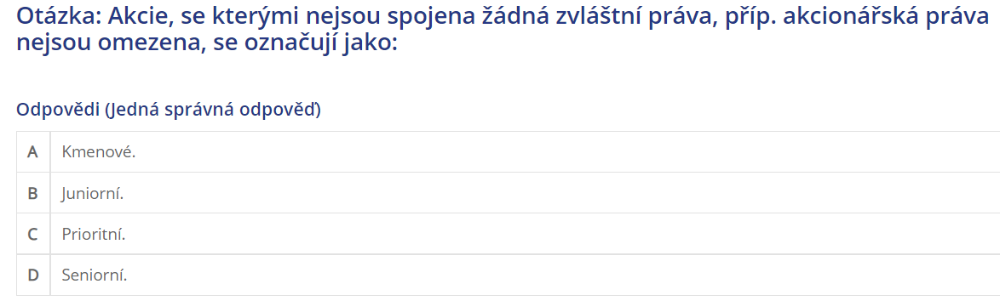 Otázka: Akcie, se kterými nejsou spojena žádná zvláštní práva, příp. akcionářská práva
nejsou omezena, se označují jako:
Odpovědi (Jedná správná odpověď)
A Kmenové.
B Juniorní.
C Prioritní.
D Seniorní.